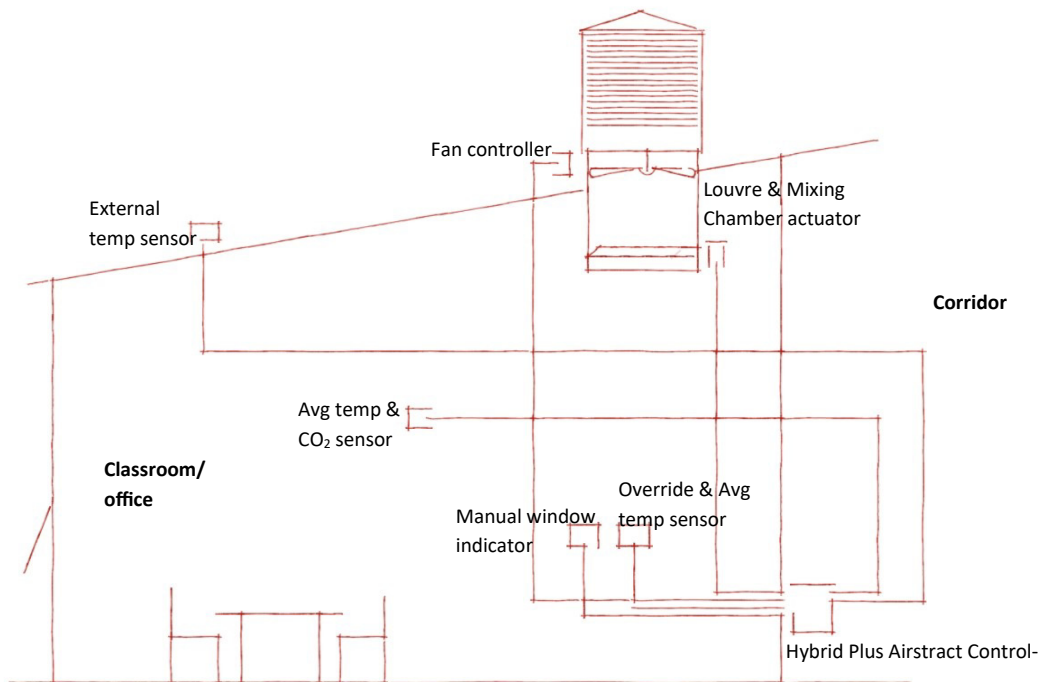 Fan controller
Louvre & Mixing
Chamber actuator
External
temp sensor
Corridor
Avg temp &
CO₂ sensor
Classroom/
office
Override & Avg
temp sensor
Manual window
indicator
Hybrid Plus Airstract Control-